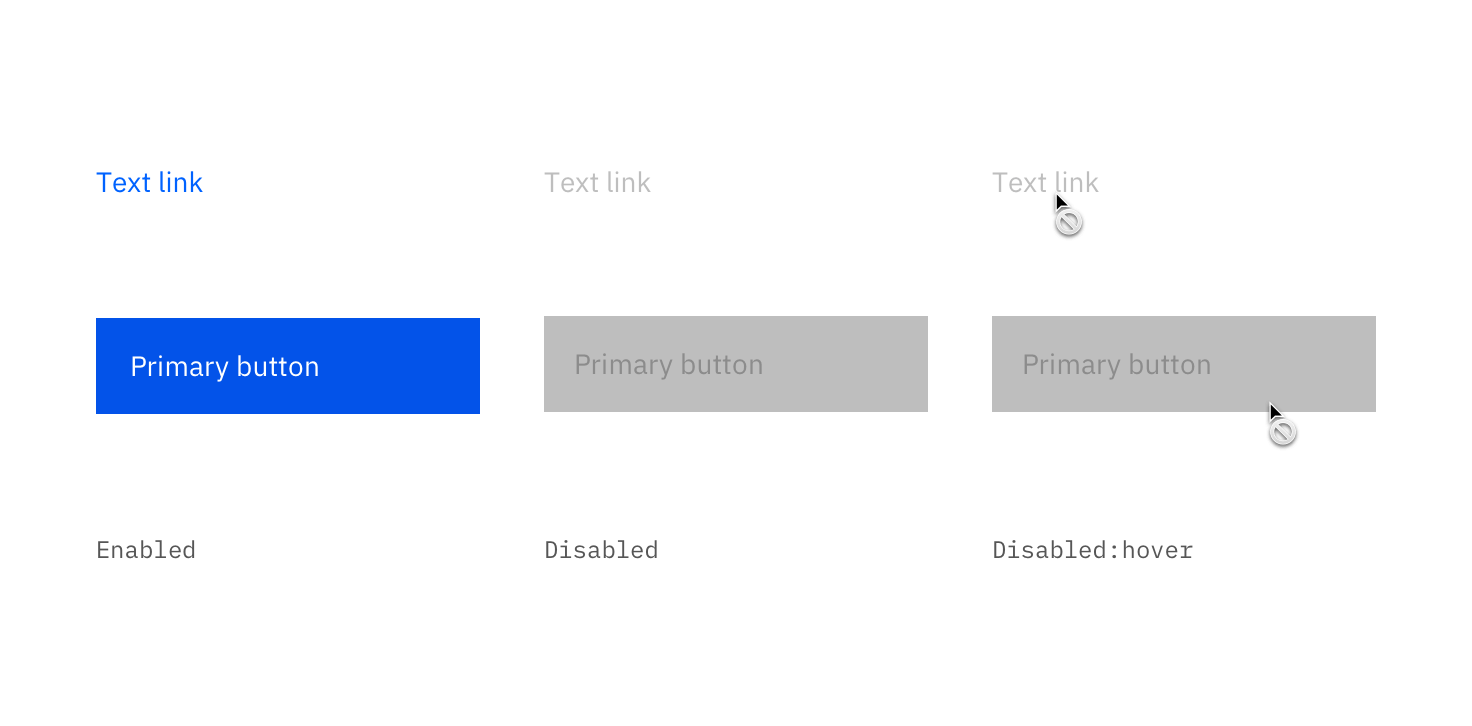 Text link
Text link
Text link
Primary button
Primary button
Primary button
Enabled
Disabled
Disabled:hover